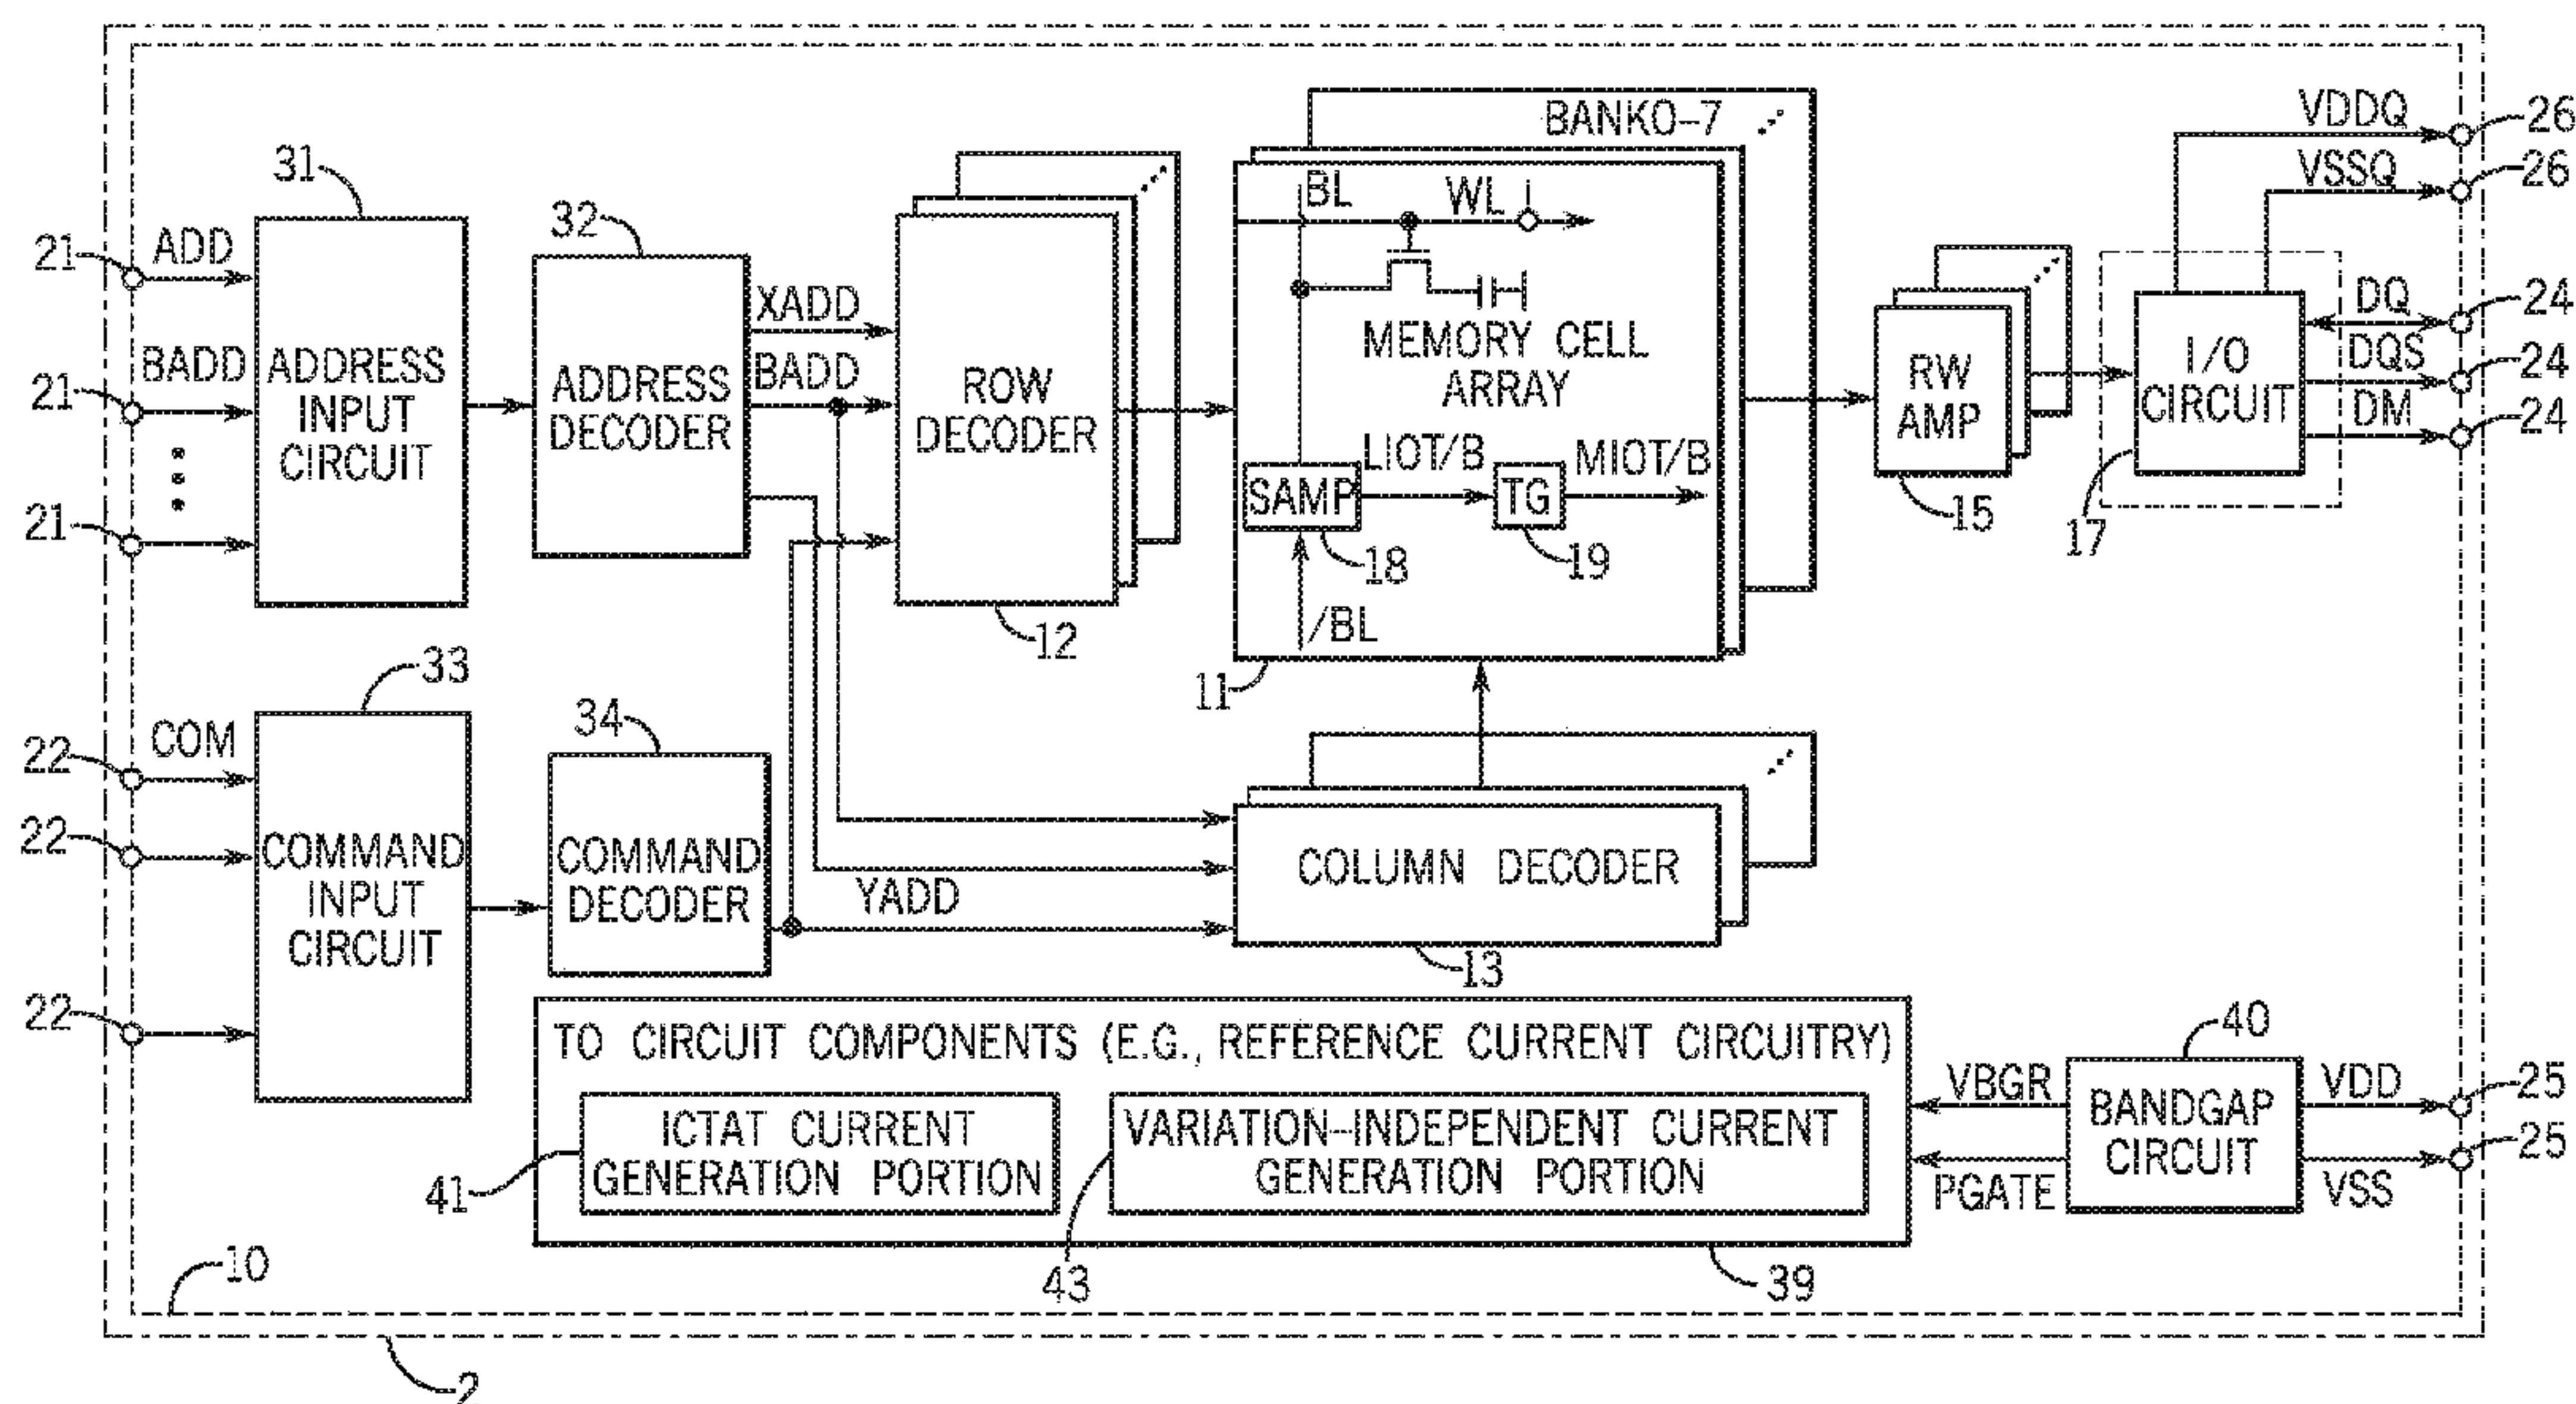 BANKO-7
VDDQ
26
VSSQ
26
31
ADD
21
BADD
21
21
ADDRESS
INPUT
CIRCUIT
32
ADDRESS
DECODER
XADD
BADD
ROW
DECODER
12
BL
WL
MEMORY CELL
ARRAY
LIOT/B
MIOT/B
SAMP
TG
18
19
/BL
11
RW
AMP
15
I/O
CIRCUIT
17
DQ
24
DQS
24
DM
24
33
COM
22
22
22
COMMAND
INPUT
CIRCUIT
34
COMMAND
DECODER
YADD
COLUMN DECODER
13
TO CIRCUIT COMPONENTS (E.G., REFERENCE CURRENT CIRCUITRY)
ICTAT CURRENT
GENERATION PORTION
41
VARIATION-INDEPENDENT CURRENT
GENERATION PORTION
43
39
VBGR
PGATE
40
BANDGAP
CIRCUIT
VDD
25
VSS
25
10
2